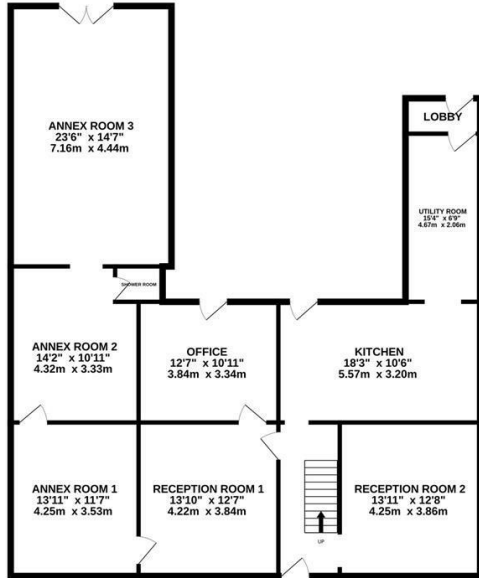 ANNEX ROOM 3
23'6" x 14'7"
7.16m x 4.44m
LOBBY
UTILITY ROOM
15'4" x 6'9"
4.67m x 2.06m
SHOWER ROOM
ANNEX ROOM 2
14'2" x 10'11"
4.32m x 3.33m
OFFICE
12'7" x 10'11"
3.84m x 3.34m
KITCHEN
18'3" x 10'6"
5.57m x 3.20m
ANNEX ROOM 1
13'11" x 11'7"
4.25m x 3.53m
RECEPTION ROOM 1
13'10" x 12'7"
4.22m x 3.84m
UP
RECEPTION ROOM 2
13'11" x 12'8"
4.25m x 3.86m